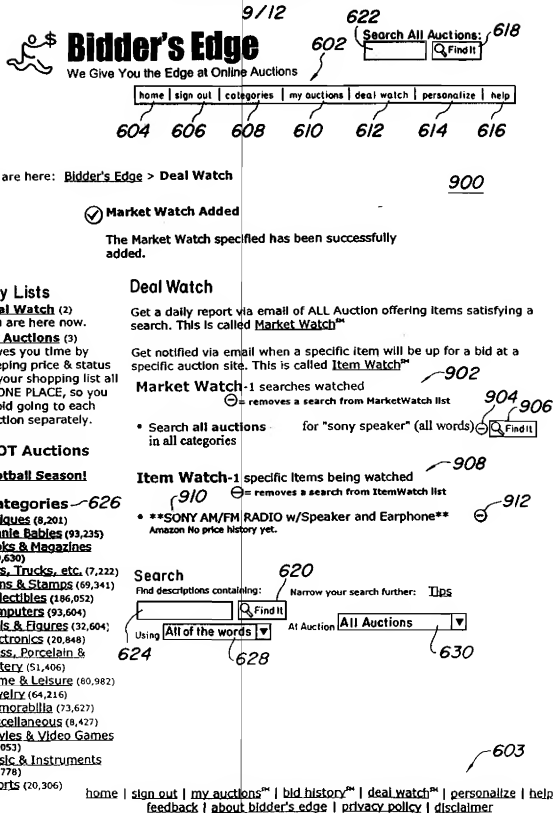 9/12
Bidder's Edge
We Give You the Edge at Online Auctions
602
622
Search All Auctions:
Find It
618
home | sign out | categories | my auctions | deal watch | personalize | help
604 606 608 610 612 614 616
are here: Bidder's Edge > Deal Watch
900
Market Watch Added
The Market Watch specified has been successfully
added.
y Lists
al Watch (2)
are here now.
Auctions (3)
ves you time by
eping price & status
your shopping list all
ONE PLACE, so you
oid going to each
ction separately.
OT Auctions
otball Season!
ategories 626
iques (8,201)
nie Babies (93,235)
ks & Magazines
,630)
s, Trucks, etc. (7,222)
ns & Stamps (69,341)
lectibles (186,052)
mputers (93,604)
ls & Figures (32,604)
ctronics (20,848)
ss, Porcelain &
tery (51,406)
me & Leisure (80,982)
welry (64,216)
morabilia (73,627)
cellaneous (8,427)
vies & Video Games
053)
sic & Instruments
778)
orts (20,306)
Deal Watch
Get a daily report via email of ALL Auction offering items satisfying a
search. This is called Market Watch℠
Get notified via email when a specific item will be up for a bid at a
specific auction site. This is called Item Watch℠
902
Market Watch-1 searches watched
⊖= removes a search from MarketWatch list
904
906
• Search all auctions for "sony speaker" (all words) ⊖ Find It
in all categories
908
Item Watch-1 specific items being watched
910 ⊖= removes a search from ItemWatch list
912
• **SONY AM/FM RADIO w/Speaker and Earphone** ⊖
Amazon No price history yet.
Search
620
Find descriptions containing: Narrow your search further: Tips
Find It
Using All of the words At Auction All Auctions
624 628 630
603
home | sign out | my auctions℠ | bid history℠ | deal watch℠ | personalize | help
feedback | about bidder's edge | privacy policy | disclaimer